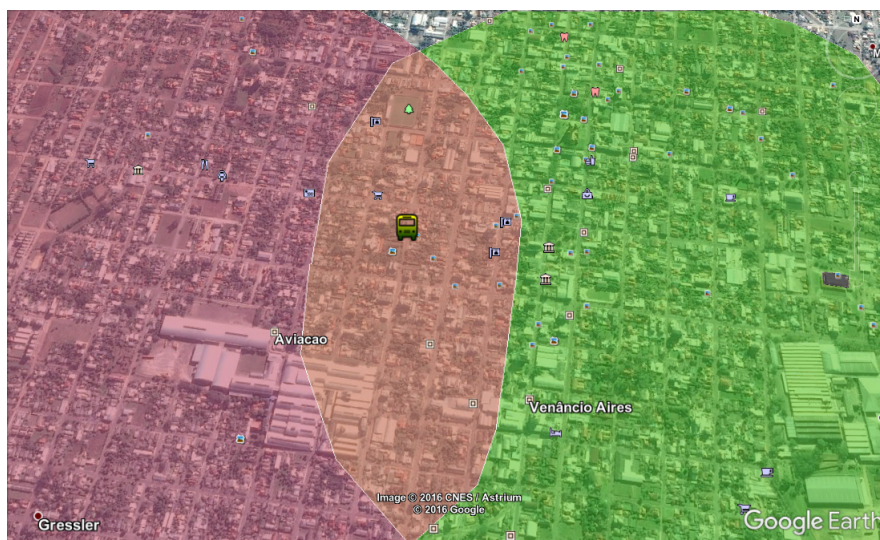 N
M
Aviacao
Venâncio Aires
Image © 2016 CNES / Astrium
© 2016 Google
Gressler
Google Earth